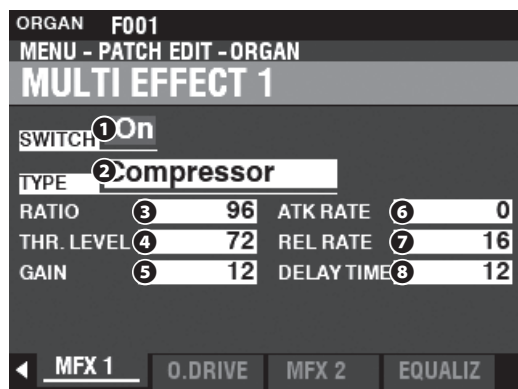 ORGAN F001
MENU - PATCH EDIT - ORGAN
MULTI EFFECT 1
SWITCH 1 On
TYPE 2 Compressor
RATIO 3 96 ATK RATE 6 0
THR. LEVEL 4 72 REL RATE 7 16
GAIN 5 12 DELAY TIME 8 12
MFX 1 O.DRIVE MFX 2 EQUALIZ